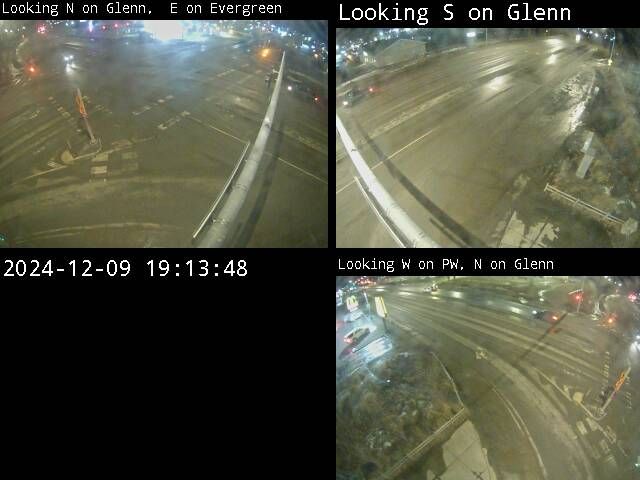 Looking N on Glenn,  E on Evergreen
Looking S on Glenn
2024-12-09 19:13:48
Looking W on PW, N on Glenn